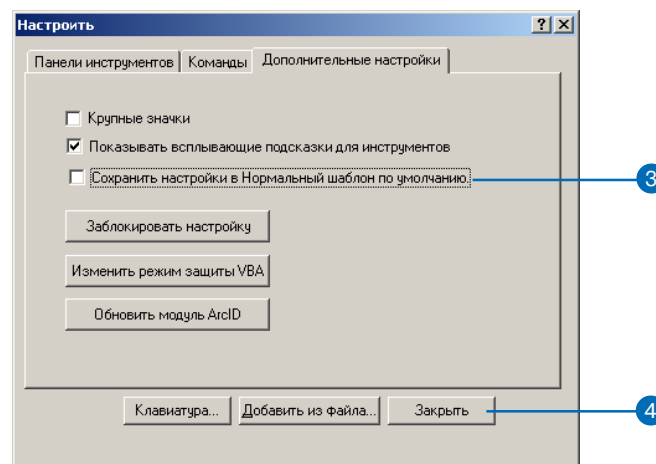 Настроить
Панели инструментов Команды Дополнительные настройки
Крупные значки
Показывать всплывающие подсказки для инструментов
Сохранить настройки в Нормальный шаблон по умолчанию.
3
Заблокировать настройку
Изменить режим защиты VBA
Обновить модуль ArcID
Клавиатура... Добавить из файла... Закрыть
4